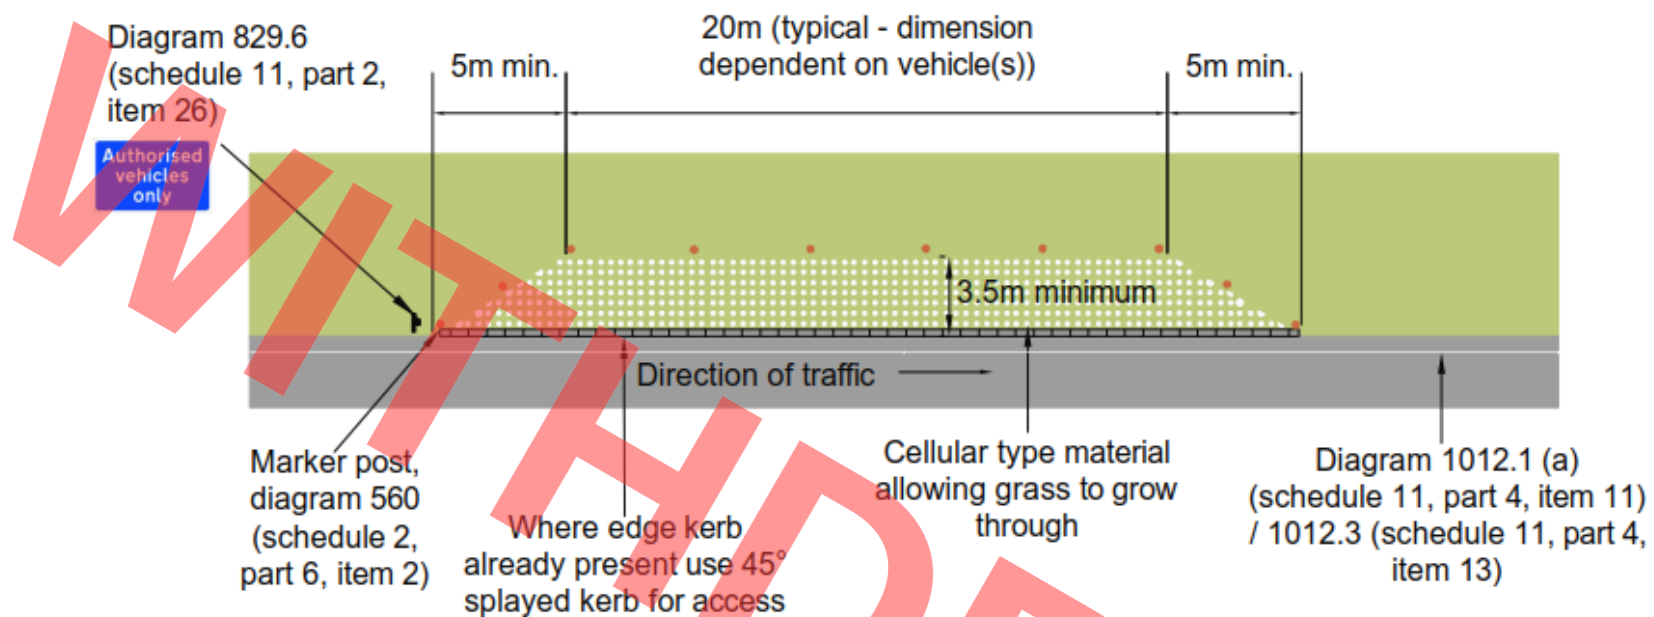 Diagram 829.6
(schedule 11, part 2,
item 26)
Authorised
vehicles
only
5m min.
20m (typical - dimension
dependent on vehicle(s))
5m min.
3.5m minimum
Direction of traffic
Marker post,
diagram 560
(schedule 2,
part 6, item 2)
Where edge kerb
already present use 45°
splayed kerb for access
Cellular type material
allowing grass to grow
through
Diagram 1012.1 (a)
(schedule 11, part 4, item 11)
/ 1012.3 (schedule 11, part 4,
item 13)
WITHD